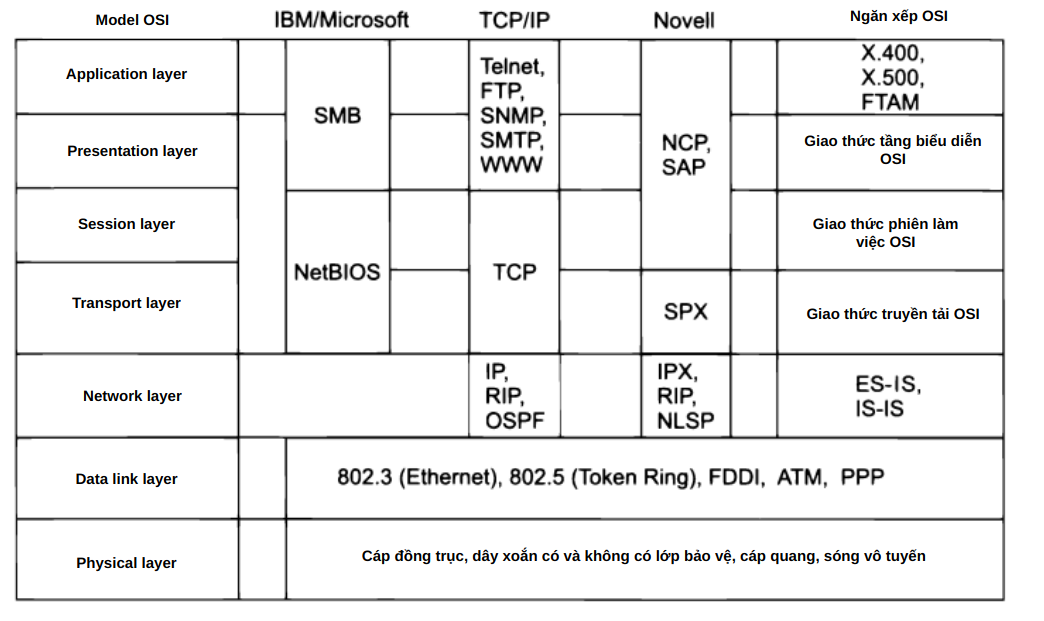 Model OSI
IBM/Microsoft
TCP/IP
Novell
Ngăn xếp OSI
Application layer
SMB
Telnet,
FTP,
SNMP,
SMTP,
WWW
NCP,
SAP
X.400,
X.500,
FTAM
Presentation layer
Giao thức tầng biểu diễn
OSI
Session layer
NetBIOS
TCP
Giao thức phiên làm
việc OSI
Transport layer
SPX
Giao thức truyền tải OSI
Network layer
IP,
RIP,
OSPF
IPX,
RIP,
NLSP
ES-IS,
IS-IS
Data link layer
802.3 (Ethernet), 802.5 (Token Ring), FDDI, ATM, PPP
Physical layer
Cáp đồng trục, dây xoắn có và không có lớp bảo vệ, cáp quang, sóng vô tuyến